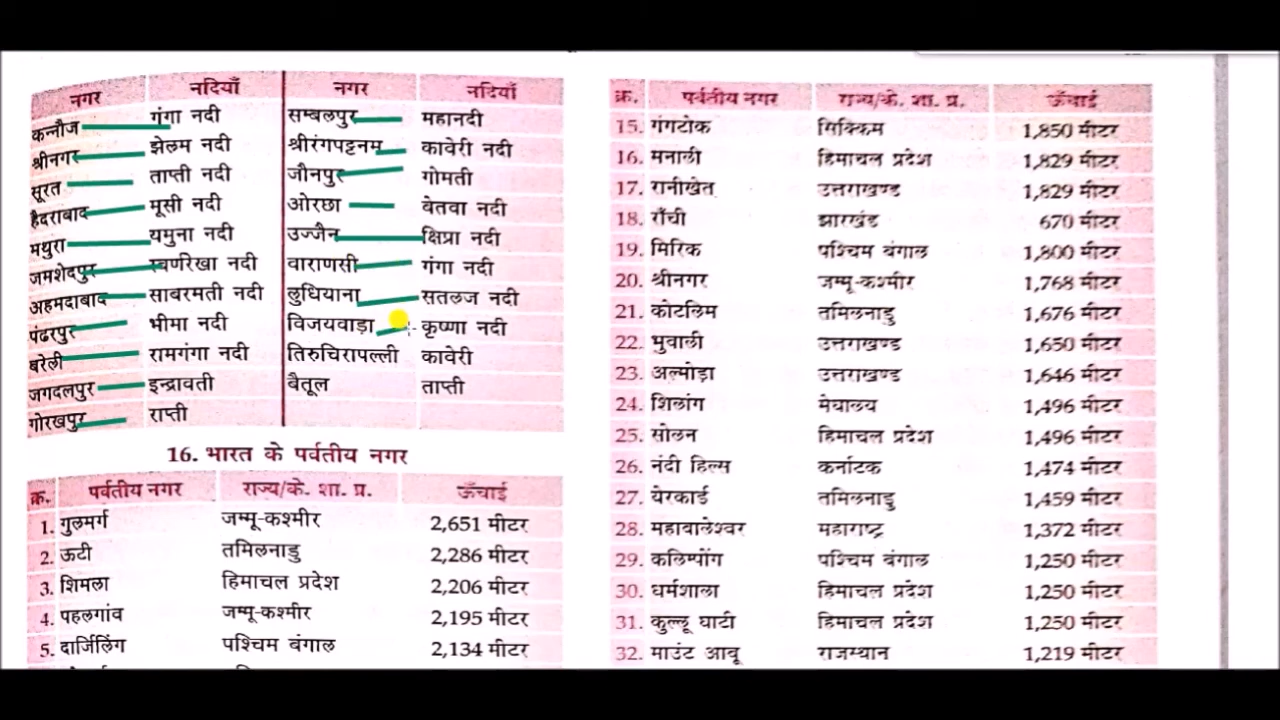 नगर नदियाँ नगर नदियाँ
कन्नौज गंगा नदी सम्बलपुर महानदी
श्रीनगर झेलम नदी श्रीरंगपट्टनम कावेरी नदी
सूरत ताप्ती नदी जौनपुर गोमती
हैदराबाद मूसी नदी ओरछा बेतवा नदी
मथुरा यमुना नदी उज्जैन क्षिप्रा नदी
जमशेदपुर स्वर्णरेखा नदी वाराणसी गंगा नदी
अहमदाबाद साबरमती नदी लुधियाना सतलज नदी
पंढरपुर भीमा नदी विजयवाड़ा कृष्णा नदी
बरेली रामगंगा नदी तिरुचिरापल्ली कावेरी
जगदलपुर इन्द्रावती बैतूल ताप्ती
गोरखपुर राप्ती
16. भारत के पर्वतीय नगर
क्र. पर्वतीय नगर राज्य/के. शा. प्र. ऊँचाई
1. गुलमर्ग जम्मू-कश्मीर 2,651 मीटर
2. ऊटी तमिलनाडु 2,286 मीटर
3. शिमला हिमाचल प्रदेश 2,206 मीटर
4. पहलगांव जम्मू-कश्मीर 2,195 मीटर
5. दार्जिलिंग पश्चिम बंगाल 2,134 मीटर
क्र. पर्वतीय नगर राज्य/के. शा. प्र. ऊँचाई
15. गंगटोक सिक्किम 1,850 मीटर
16. मनाली हिमाचल प्रदेश 1,829 मीटर
17. रानीखेत उत्तराखण्ड 1,829 मीटर
18. राँची झारखंड 670 मीटर
19. मिरिक पश्चिम बंगाल 1,800 मीटर
20. श्रीनगर जम्मू-कश्मीर 1,768 मीटर
21. कोटलिम तमिलनाडु 1,676 मीटर
22. भुवाली उत्तराखण्ड 1,650 मीटर
23. अल्मोड़ा उत्तराखण्ड 1,646 मीटर
24. शिलांग मेघालय 1,496 मीटर
25. सोलन हिमाचल प्रदेश 1,496 मीटर
26. नंदी हिल्स कर्नाटक 1,474 मीटर
27. येरकार्ड तमिलनाडु 1,459 मीटर
28. महाबालेश्वर महाराष्ट्र 1,372 मीटर
29. कलिम्पींग पश्चिम बंगाल 1,250 मीटर
30. धर्मशाला हिमाचल प्रदेश 1,250 मीटर
31. कुल्लू घाटी हिमाचल प्रदेश 1,250 मीटर
32. माउंट आबू राजस्थान 1,219 मीटर